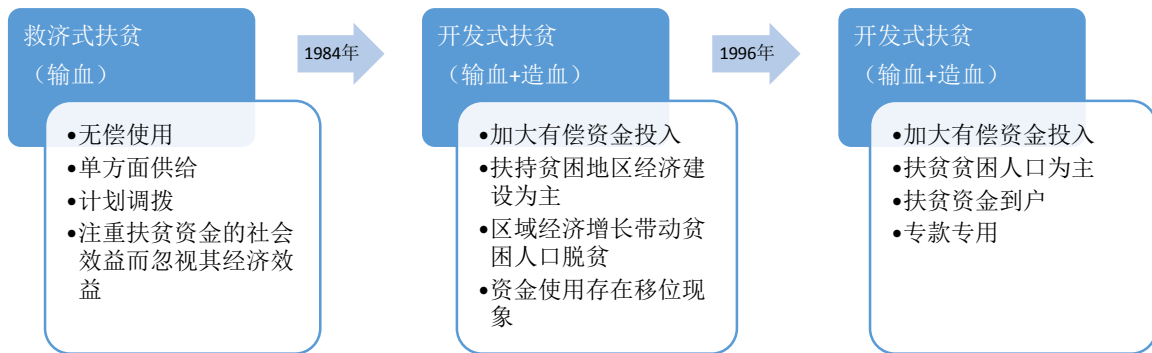 救济式扶贫
（输血）
•无偿使用
•单方面供给
•计划调拨
•注重扶贫资金的社会
效益而忽视其经济效
益
1984年
开发式扶贫
（输血+造血）
•加大有偿资金投入
•扶持贫困地区经济建
设为主
•区域经济增长带动贫
困人口脱贫
•资金使用存在移位现
象
1996年
开发式扶贫
（输血+造血）
•加大有偿资金投入
•扶贫贫困人口为主
•扶贫资金到户
•专款专用